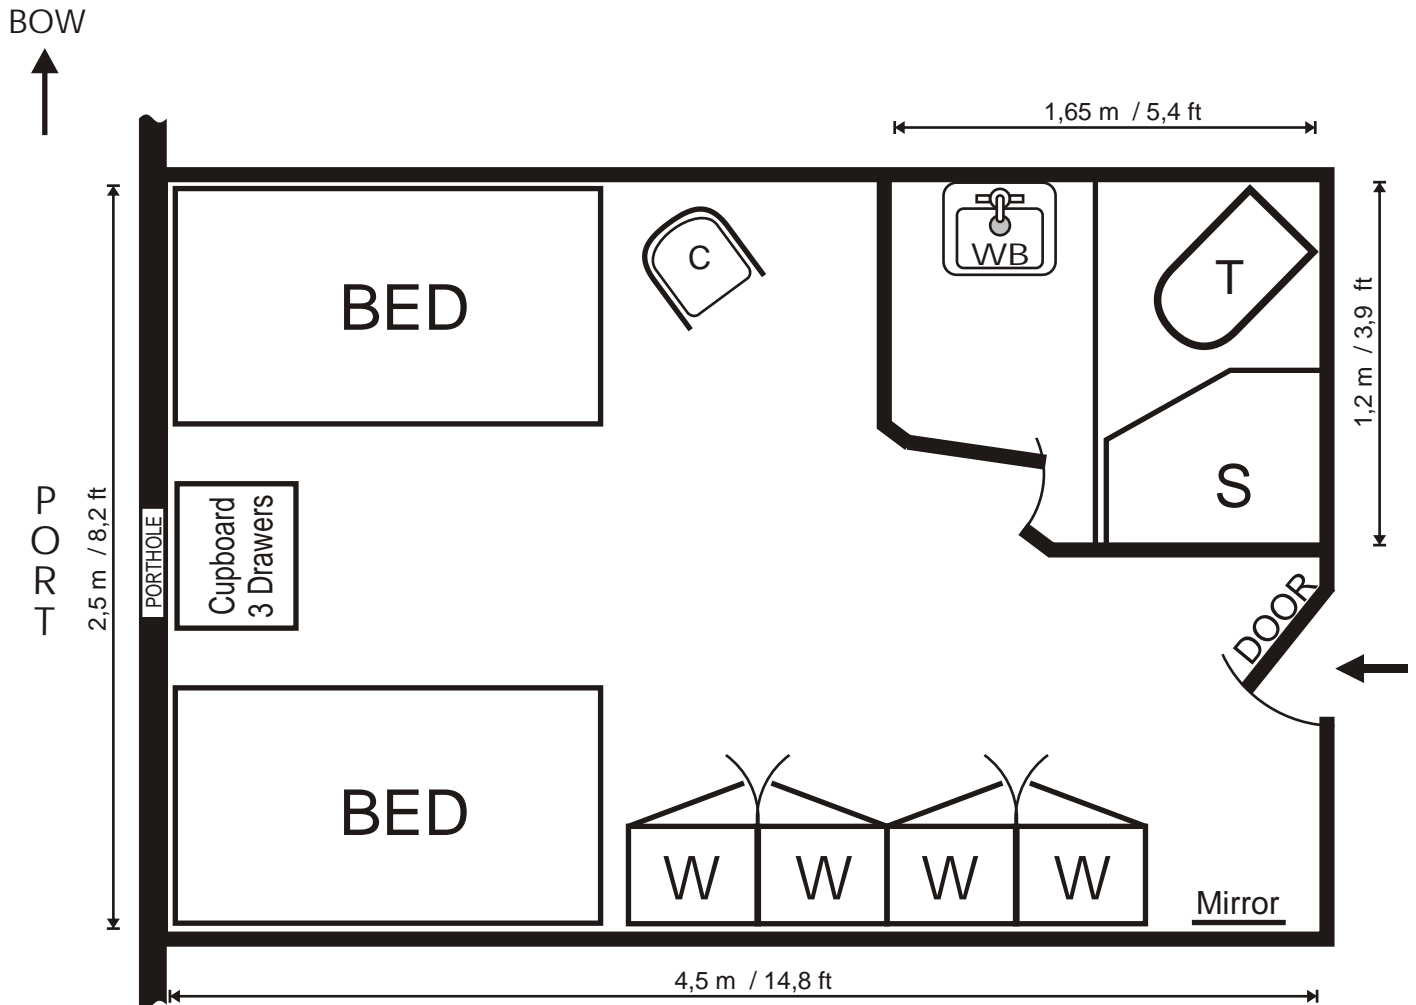 BOW
1,65 m / 5,4 ft
BED
C
WB
T
1,2 m / 3,9 ft
S
PORT
2,5 m / 8,2 ft
PORTHOLE
Cupboard
3 Drawers
DOOR
BED
W
W
W
W
Mirror
4,5 m / 14,8 ft